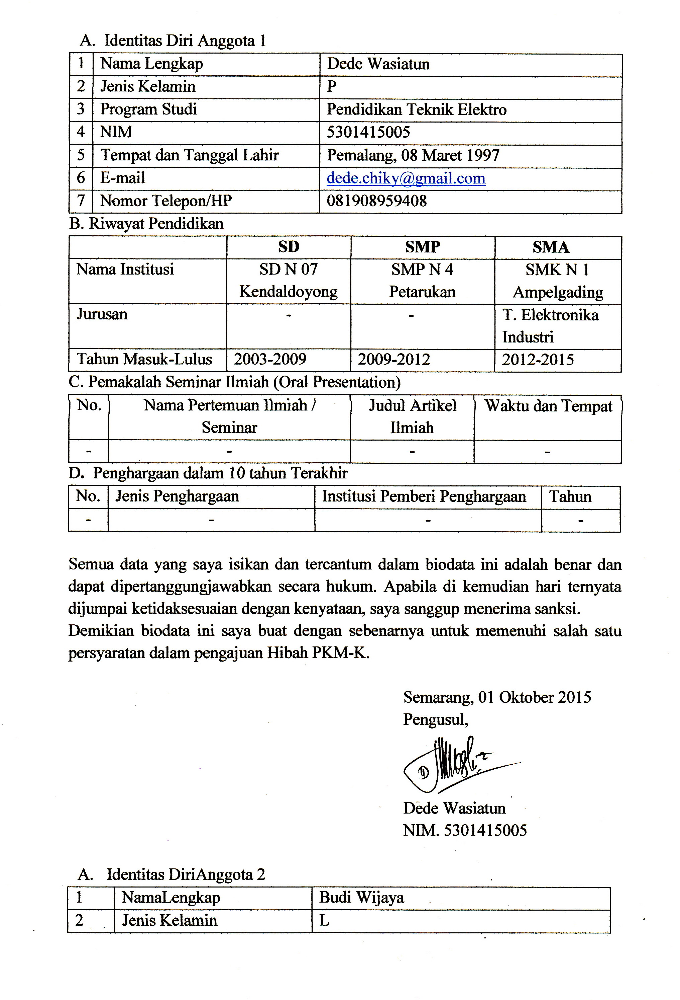 A. Identitas Diri Anggota 1
1 Nama Lengkap Dede Wasiatun
2 Jenis Kelamin P
3 Program Studi Pendidikan Teknik Elektro
4 NIM 5301415005
5 Tempat dan Tanggal Lahir Pemalang, 08 Maret 1997
6 E-mail dede.chiky@gmail.com
7 Nomor Telepon/HP 081908959408
B. Riwayat Pendidikan
SD SMP SMA
Nama Institusi SD N 07 SMP N 4 SMK N 1
Kendaldoyong Petarukan Ampelgading
Jurusan - - T. Elektronika
Industri
Tahun Masuk-Lulus 2003-2009 2009-2012 2012-2015
C. Pemakalah Seminar Ilmiah (Oral Presentation)
No. Nama Pertemuan Ilmiah / Judul Artikel Waktu dan Tempat
Seminar Ilmiah
- - - -
D. Penghargaan dalam 10 tahun Terakhir
No. Jenis Penghargaan Institusi Pemberi Penghargaan Tahun
- - - -
Semua data yang saya isikan dan tercantum dalam biodata ini adalah benar dan
dapat dipertanggungjawabkan secara hukum. Apabila di kemudian hari ternyata
dijumpai ketidaksesuaian dengan kenyataan, saya sanggup menerima sanksi.
Demikian biodata ini saya buat dengan sebenarnya untuk memenuhi salah satu
persyaratan dalam pengajuan Hibah PKM-K.
Semarang, 01 Oktober 2015
Pengusul,
Dede Wasiatun
NIM. 5301415005
A. Identitas DiriAnggota 2
1 NamaLengkap Budi Wijaya
2 Jenis Kelamin L